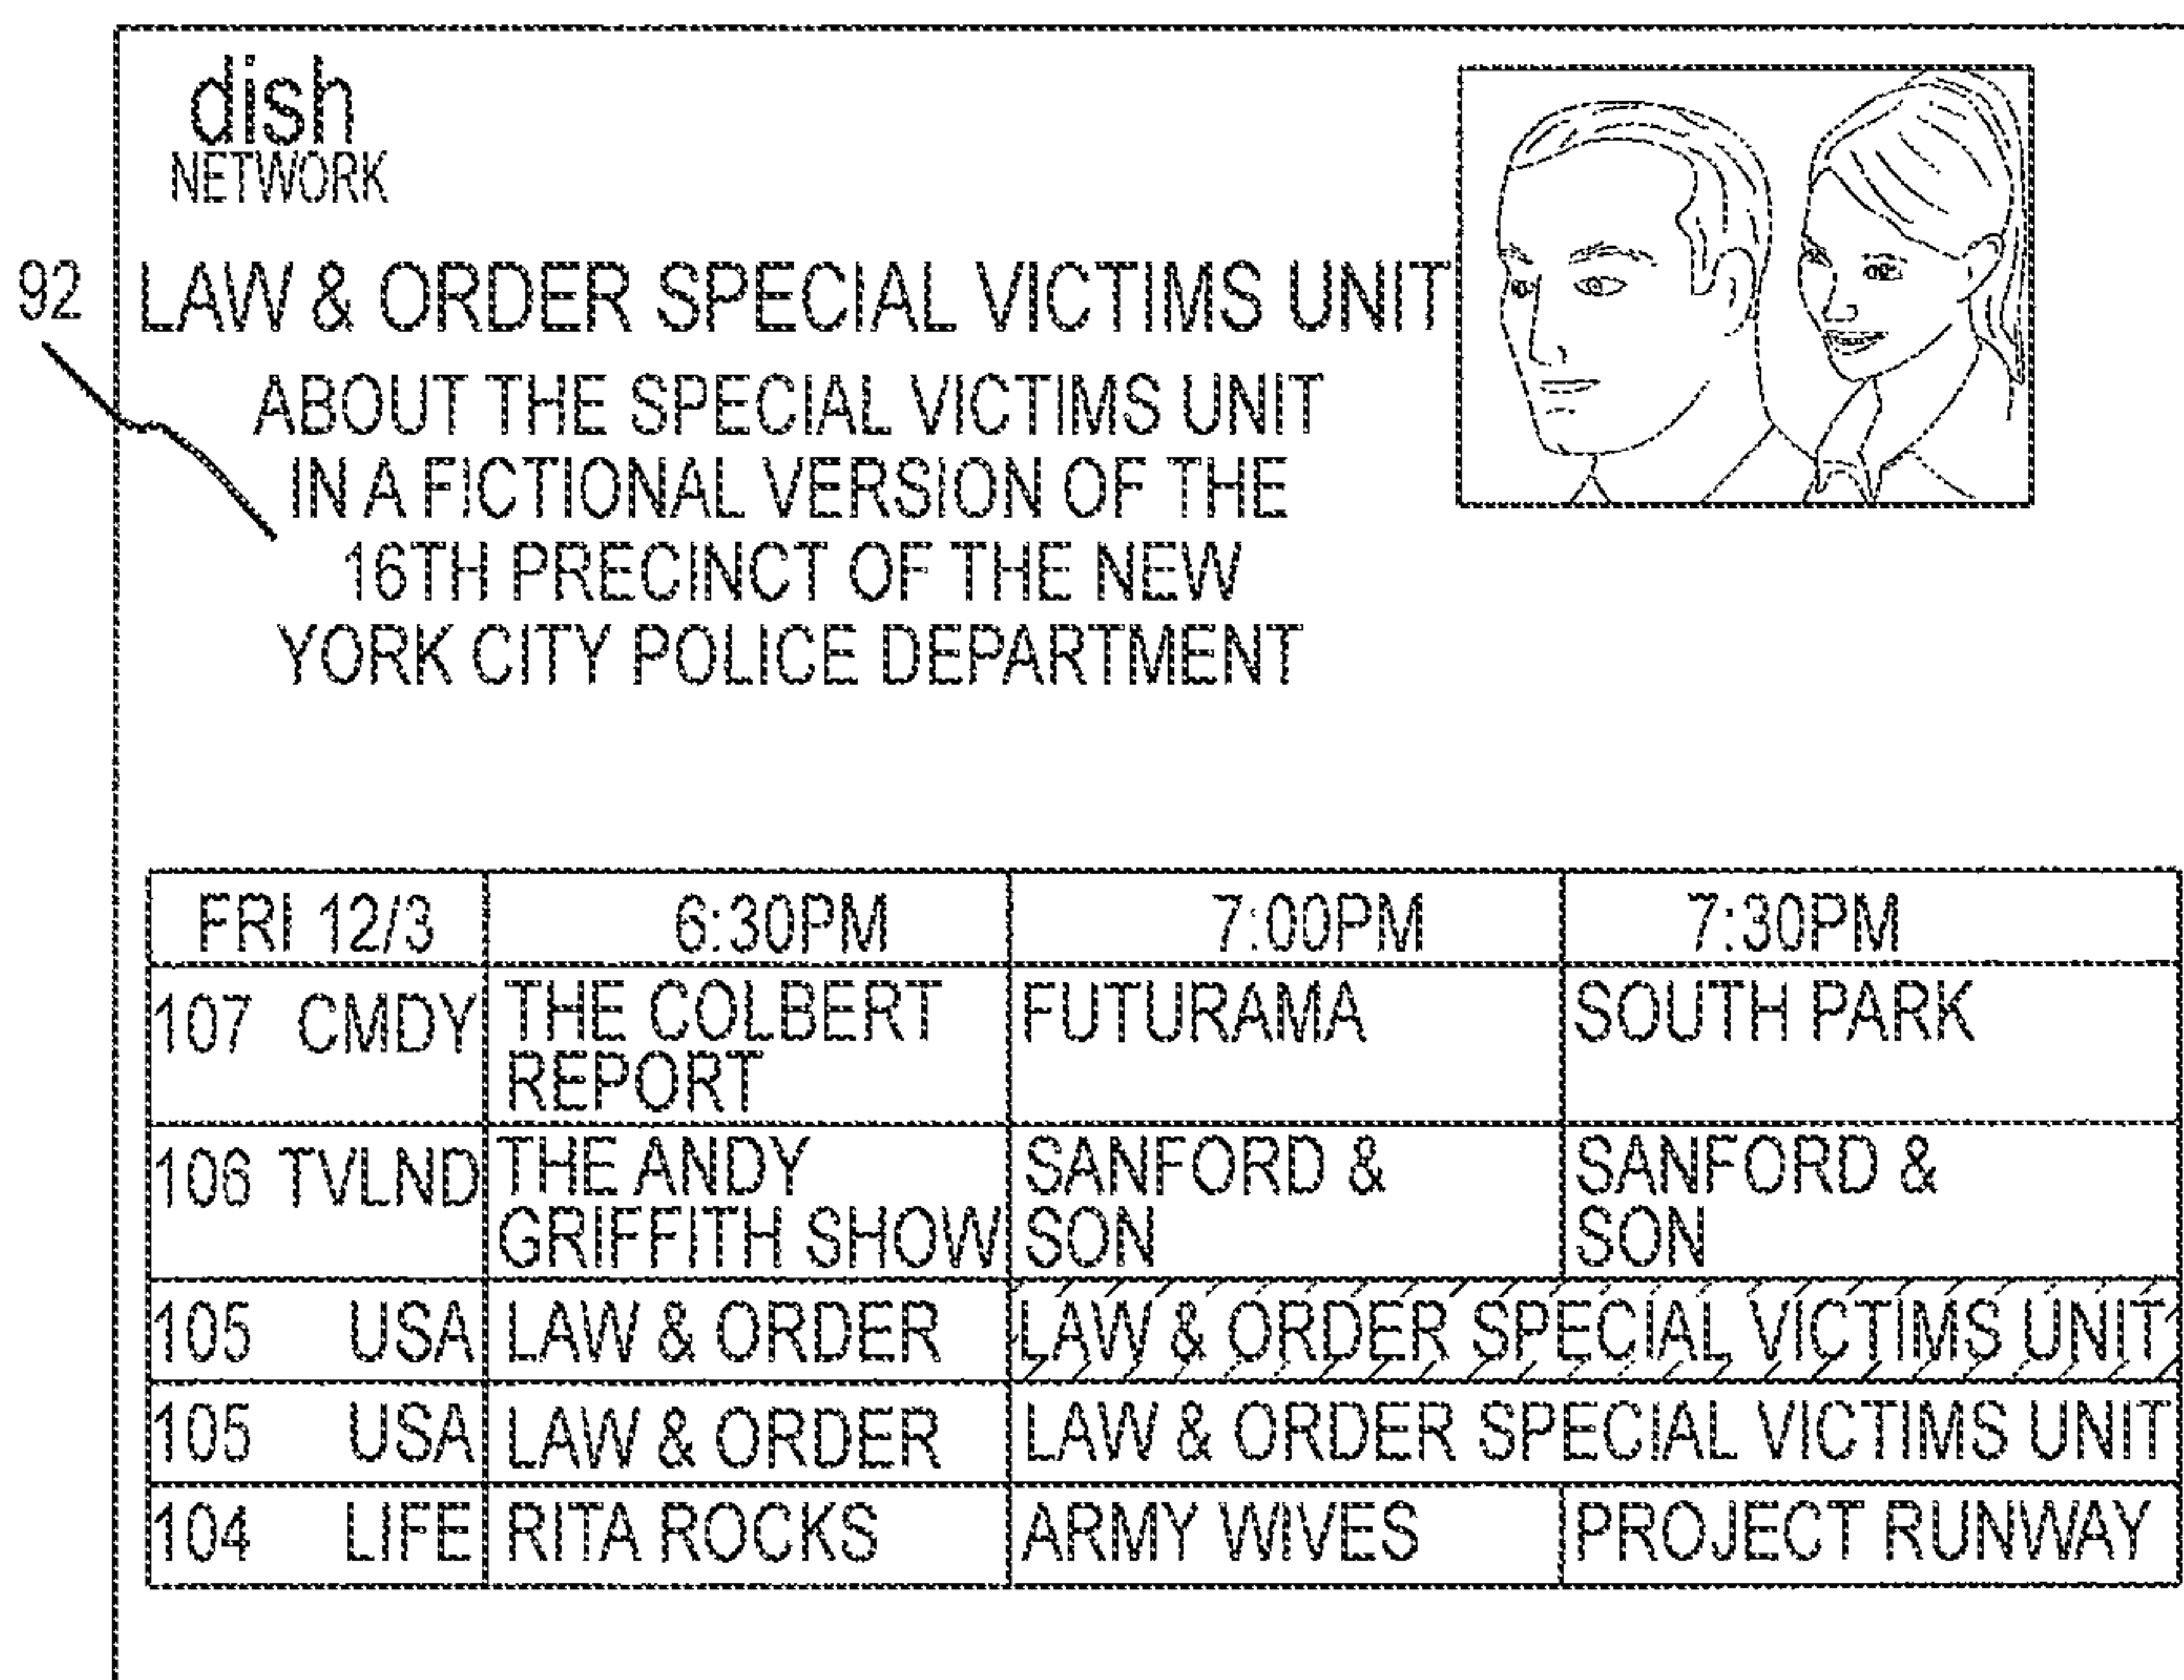 dish
NETWORK
92
LAW & ORDER SPECIAL VICTIMS UNIT
ABOUT THE SPECIAL VICTIMS UNIT
IN A FICTIONAL VERSION OF THE
16TH PRECINCT OF THE NEW
YORK CITY POLICE DEPARTMENT
FRI 12/3 6:30PM 7:00PM 7:30PM
107 CMDY THE COLBERT FUTURAMA SOUTH PARK
REPORT
106 TVLND THE ANDY SANFORD & SANFORD &
GRIFFITH SHOW SON SON
105 USA LAW & ORDER LAW & ORDER SPECIAL VICTIMS UNIT
105 USA LAW & ORDER LAW & ORDER SPECIAL VICTIMS UNIT
104 LIFE RITA ROCKS ARMY WIVES PROJECT RUNWAY